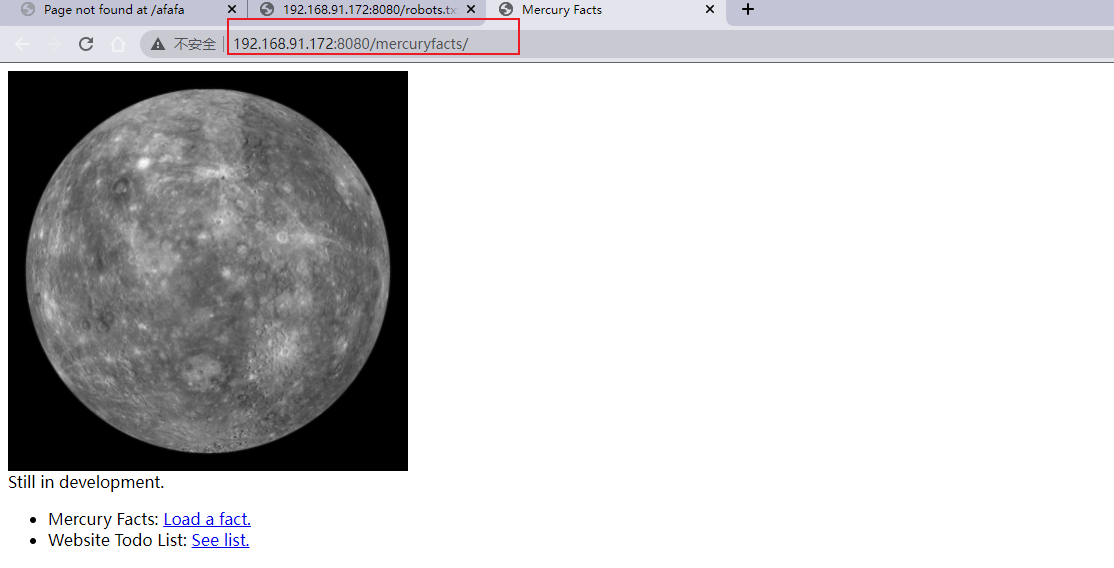 Page not found at /afafa
192.168.91.172:8080/robots.tx
Mercury Facts
不安全
192.168.91.172:8080/mercuryfacts/
Still in development.
Mercury Facts: Load a fact.
Website Todo List: See list.